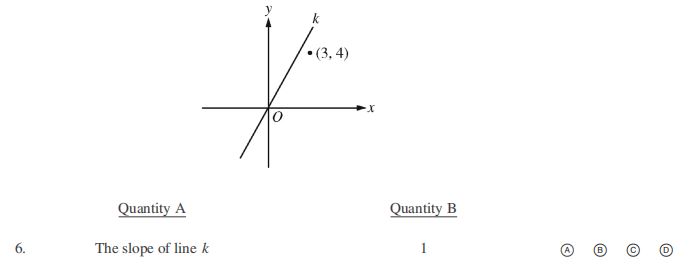 y
k
(3, 4)
x
O
Quantity A Quantity B
6. The slope of line k 1 A B C D